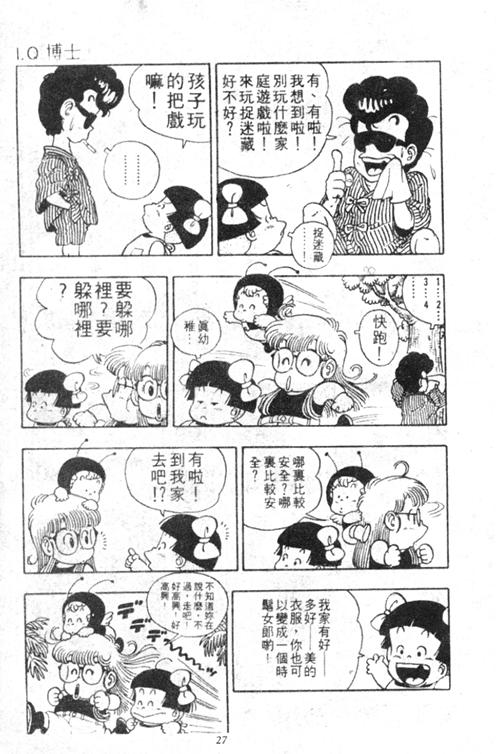 I.Q 博士
有、有啦！
我想到啦！
別玩什麼家
庭遊戲啦！
來玩捉迷藏
好不好？
捉迷藏！
孩子玩
的把戲
嘛！
…………
…………
1、2、
3、4
快跑！
真幼
稚…
要躲哪
裡？要
躲哪裡
？
哪裏比較
安全？哪
裏比較安
全？
有啦！
到我家
去吧！？
我家有好
多好——美的
衣服，你也可
以變成一個時
髦女郎喲！
不知道妳在
說什麼，不
過，走吧！
好高興！好
高興！
27